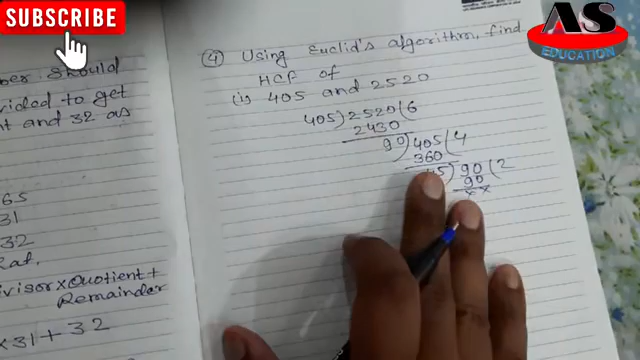 SUBSCRIBE
AS
EDUCATION
ber should
vided to get
nt and 32 as
65
31
32
ivisor×Quotient+
Remainder
×31+32
(4) Using Euclid's algorithm, find
HCF of
(i) 405 and 2520
405) 2520 (6
2430
90) 405 (4
360
45) 90 (2
90
× ×